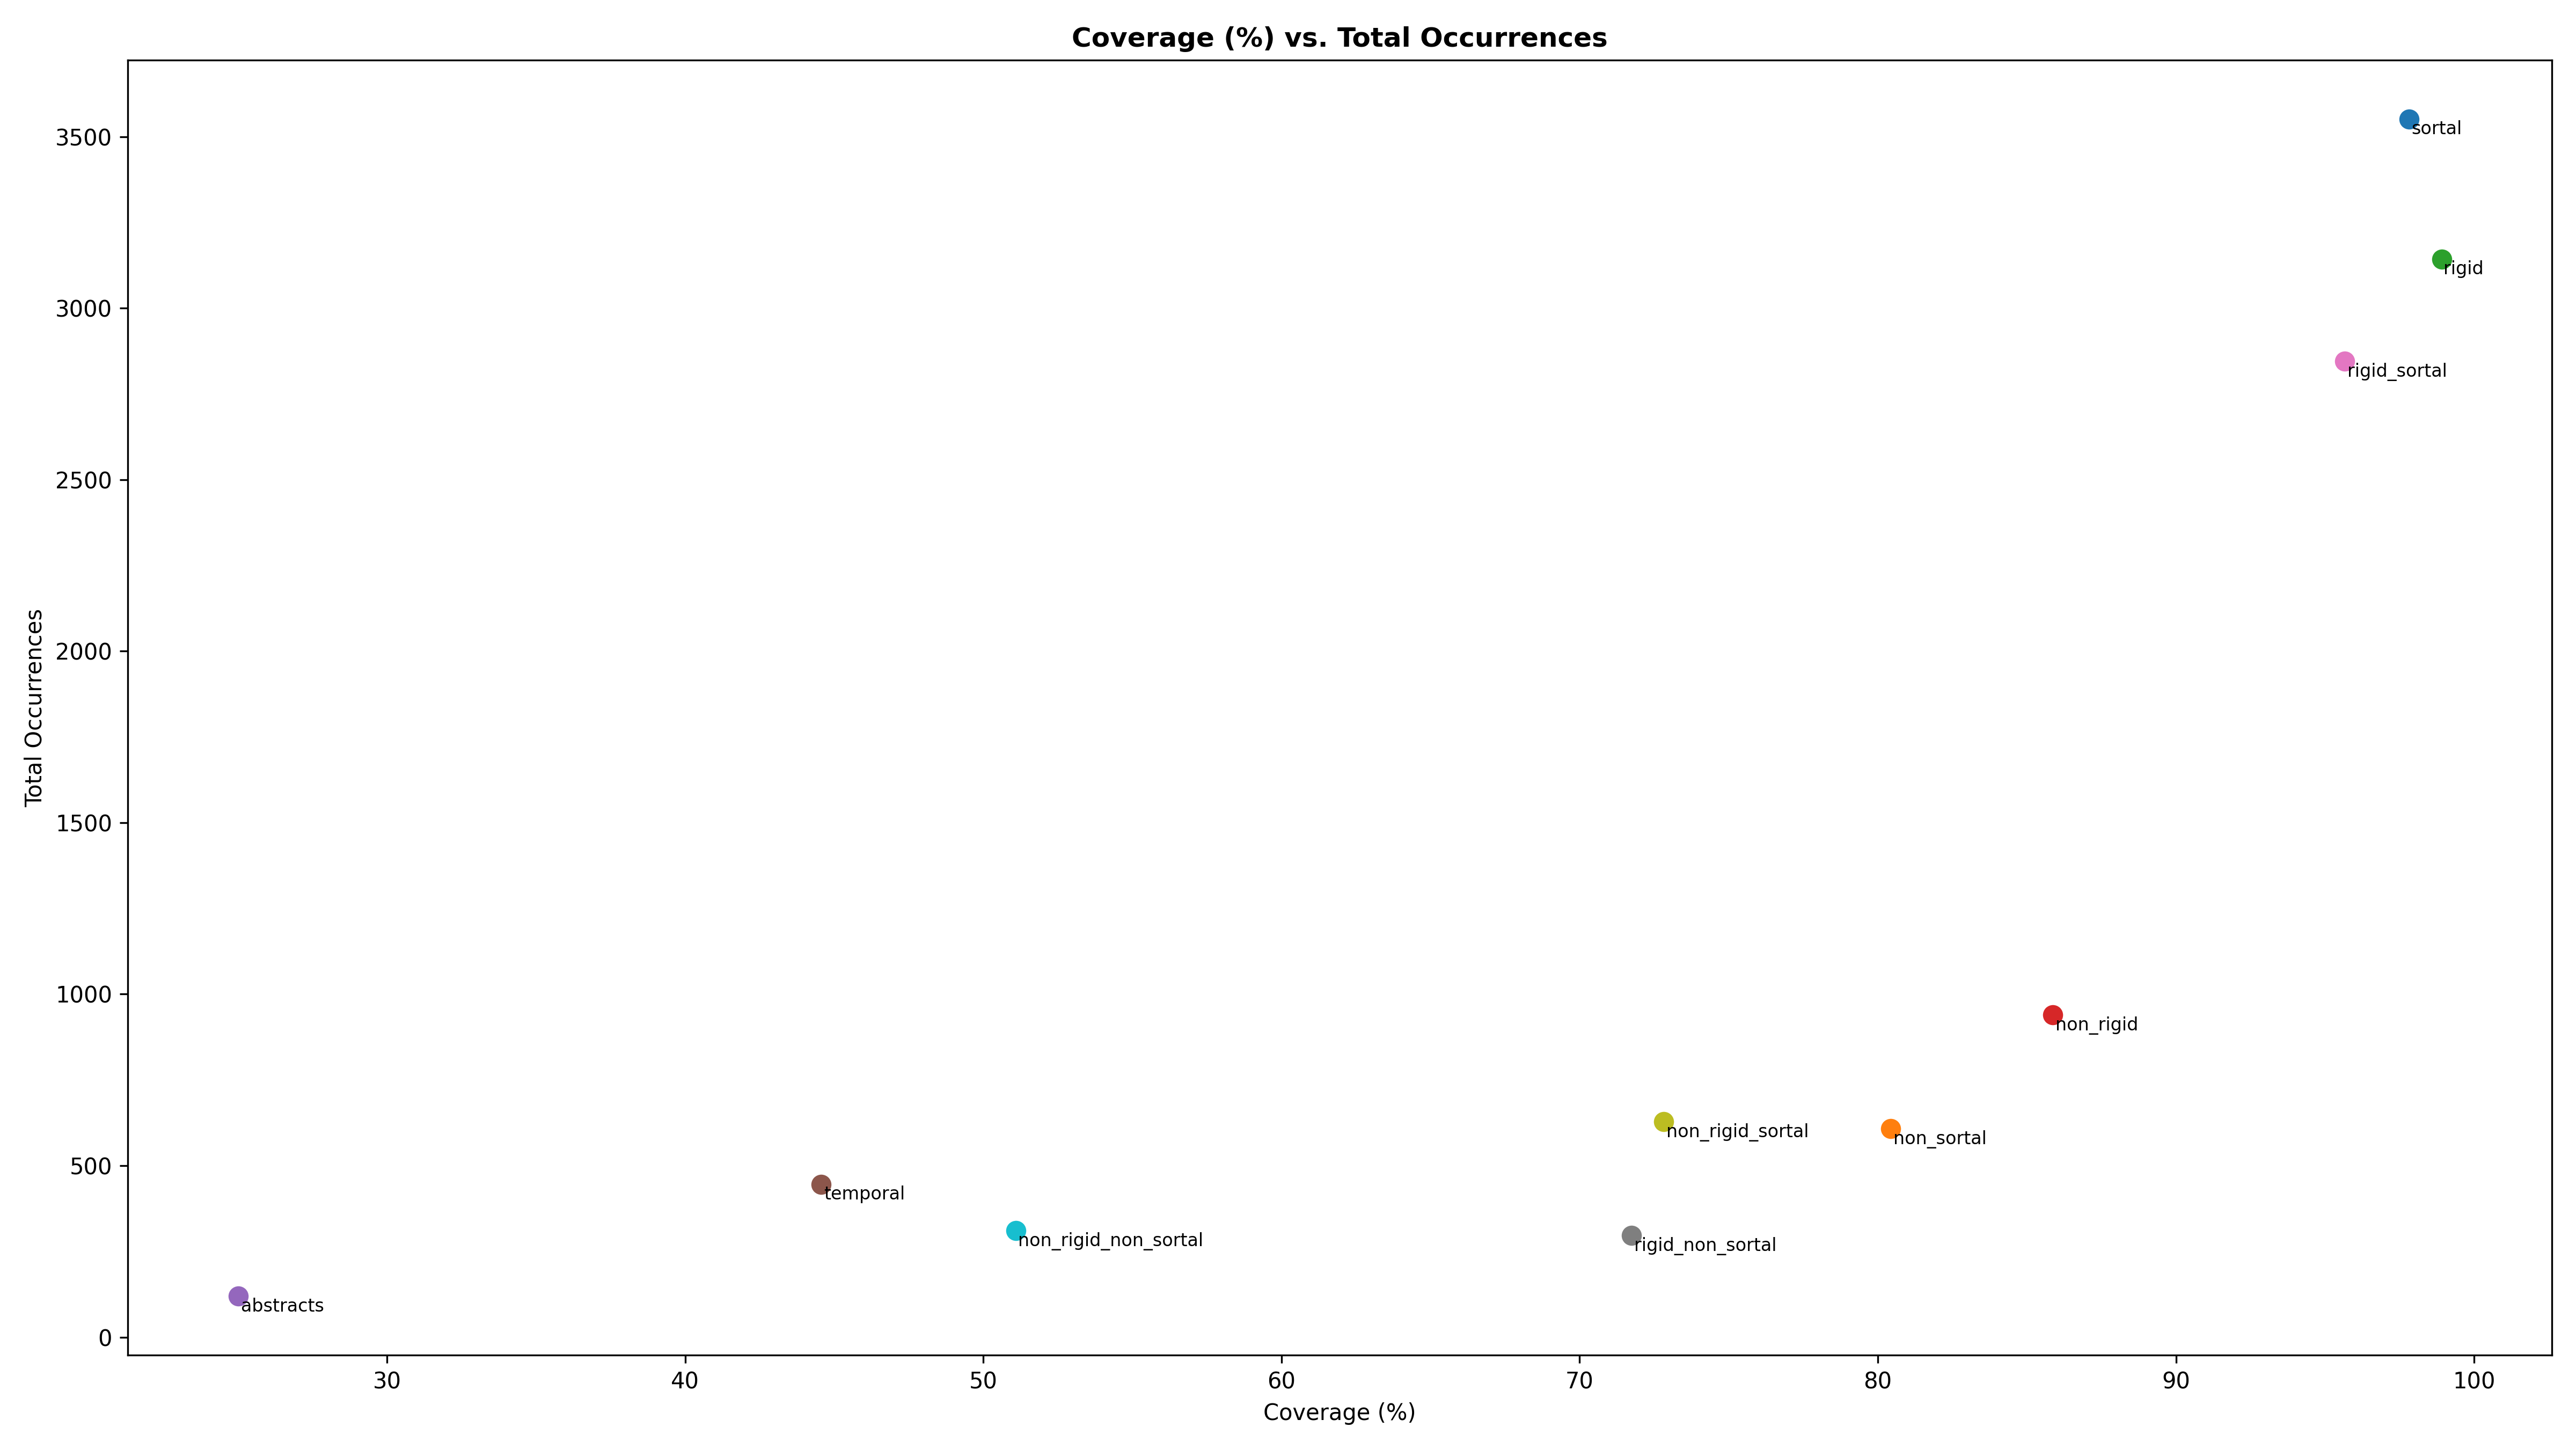 Coverage (%) vs. Total Occurrences
Total Occurrences
3500
3000
2500
2000
1500
1000
500
0
sortal
rigid
rigid_sortal
non_rigid
non_rigid_sortal
non_sortal
temporal
non_rigid_non_sortal
rigid_non_sortal
abstracts
30
40
50
60
70
80
90
100
Coverage (%)